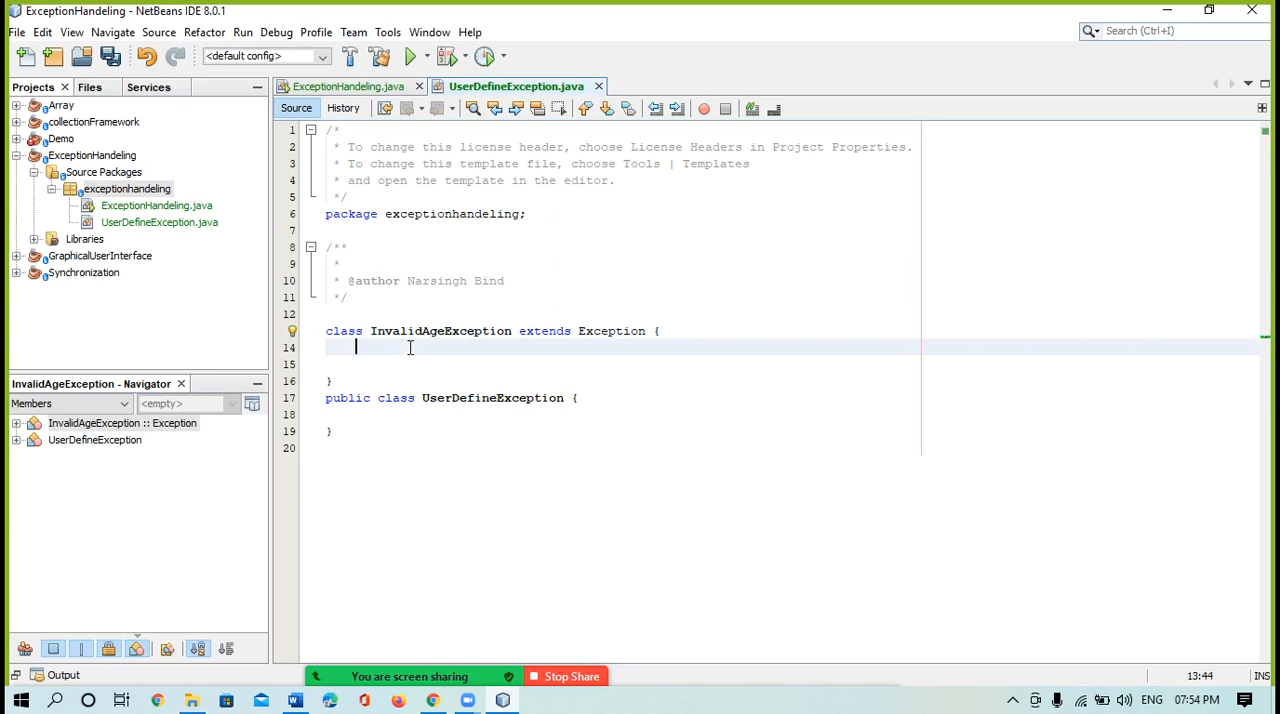 ExceptionHandeling - NetBeans IDE 8.0.1
File Edit View Navigate Source Refactor Run Debug Profile Team Tools Window Help
Search (Ctrl+I)
<default config>
Projects Files Services
ExceptionHandeling.java UserDefineException.java
Source History
Array
collectionFramework
Demo
ExceptionHandeling
Source Packages
exceptionhandeling
ExceptionHandeling.java
UserDefineException.java
Libraries
GraphicalUserInterface
Synchronization
1 /*
2 * To change this license header, choose License Headers in Project Properties.
3 * To change this template file, choose Tools | Templates
4 * and open the template in the editor.
5 */
6 package exceptionhandeling;
7
8 /**
9 *
10 * @author Narsingh Bind
11 */
12
13 class InvalidAgeException extends Exception {
14
15
16 }
17 public class UserDefineException {
18
19 }
20
InvalidAgeException - Navigator
Members <empty>
InvalidAgeException :: Exception
UserDefineException
Output
You are screen sharing Stop Share
13:44 INS
ENG 07:54 PM